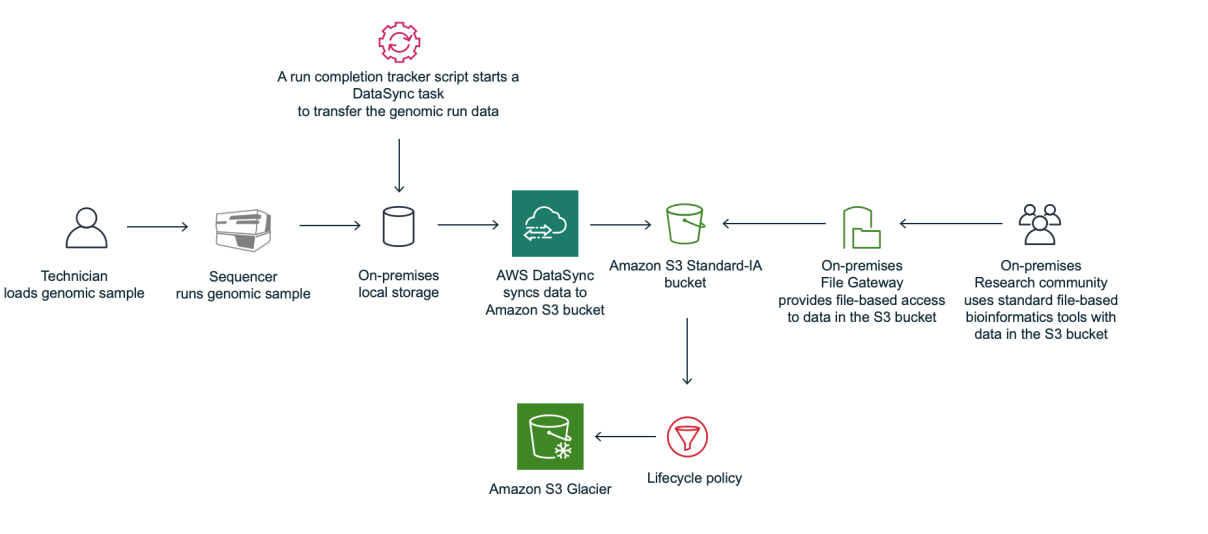 A run completion tracker script starts a
DataSync task
to transfer the genomic run data
Technician
loads genomic sample
Sequencer
runs genomic sample
On-premises
local storage
AWS DataSync
syncs data to
Amazon S3 bucket
Amazon S3 Standard-IA
bucket
On-premises
File Gateway
provides file-based access
to data in the S3 bucket
On-premises
Research community
uses standard file-based
bioinformatics tools with
data in the S3 bucket
Amazon S3 Glacier
Lifecycle policy